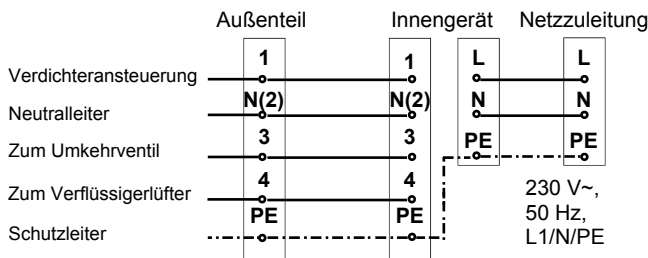 Außenteil Innengerät Netzzuleitung
Verdichteransteuerung 1 1 L L
Neutralleiter N(2) N(2) N N
Zum Umkehrventil 3 3 PE PE
Zum Verflüssigerlüfter 4 4
Schutzleiter PE PE
230 V~,
50 Hz,
L1/N/PE